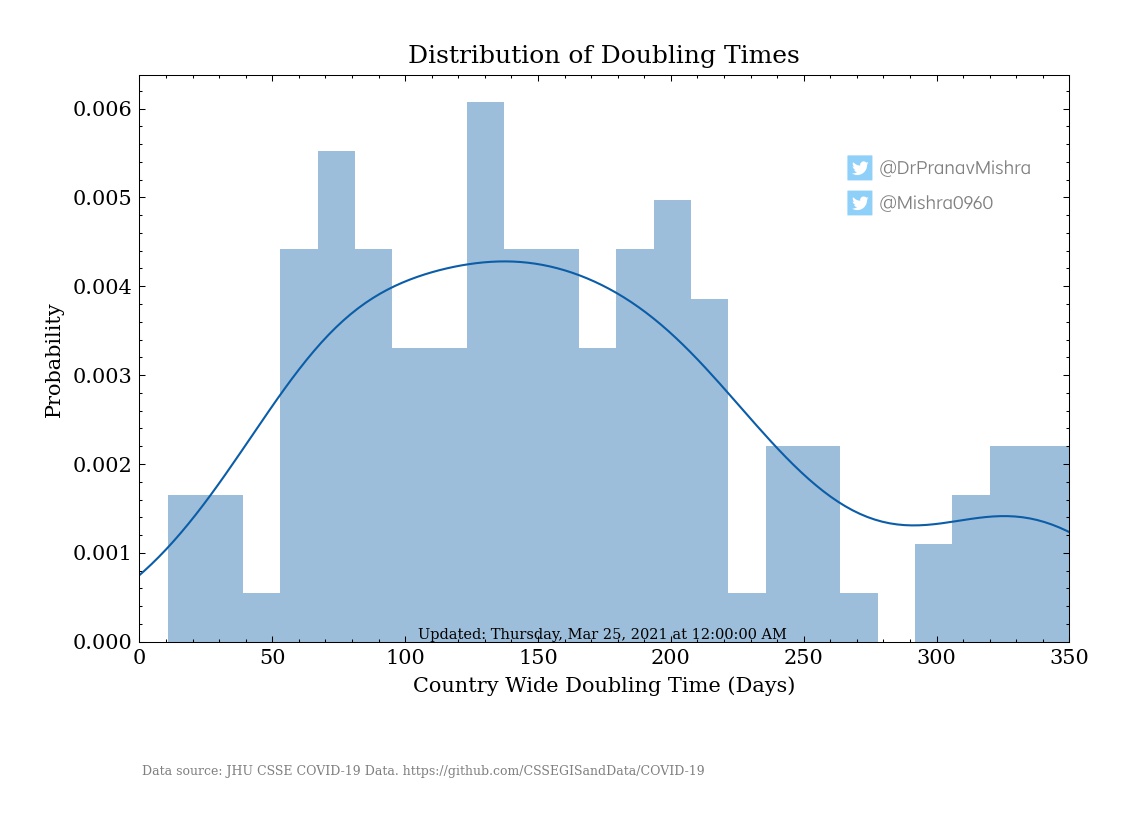 Distribution of Doubling Times
@DrPranavMishra
@Mishra0960
Probability
0.006
0.005
0.004
0.003
0.002
0.001
0.000
Updated: Thursday, Mar 25, 2021 at 12:00:00 AM
0 50 100 150 200 250 300 350
Country Wide Doubling Time (Days)
Data source: JHU CSSE COVID-19 Data. https://github.com/CSSEGISandData/COVID-19